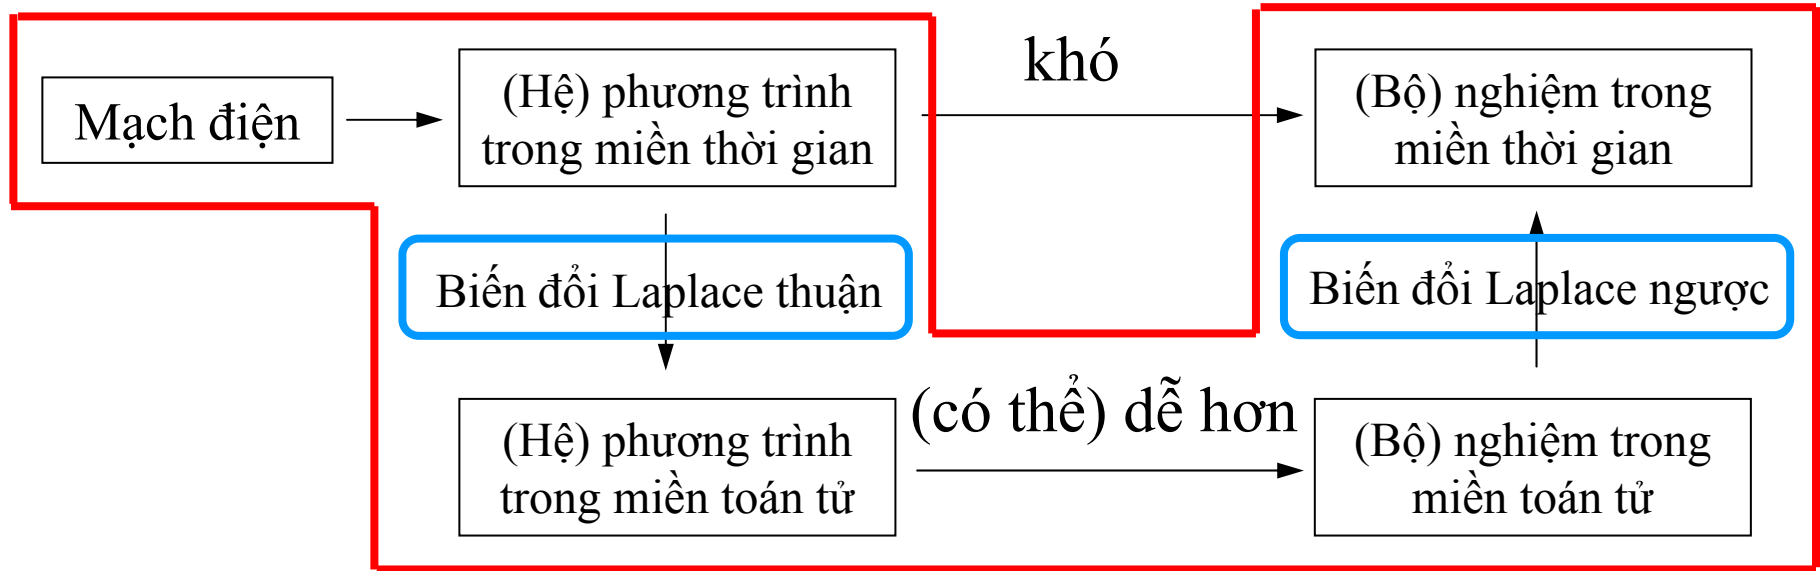 Mạch điện
(Hệ) phương trình
trong miền thời gian
khó
(Bộ) nghiệm trong
miền thời gian
Biến đổi Laplace thuận
Biến đổi Laplace ngược
(Hệ) phương trình
trong miền toán tử
(có thể) dễ hơn
(Bộ) nghiệm trong
miền toán tử